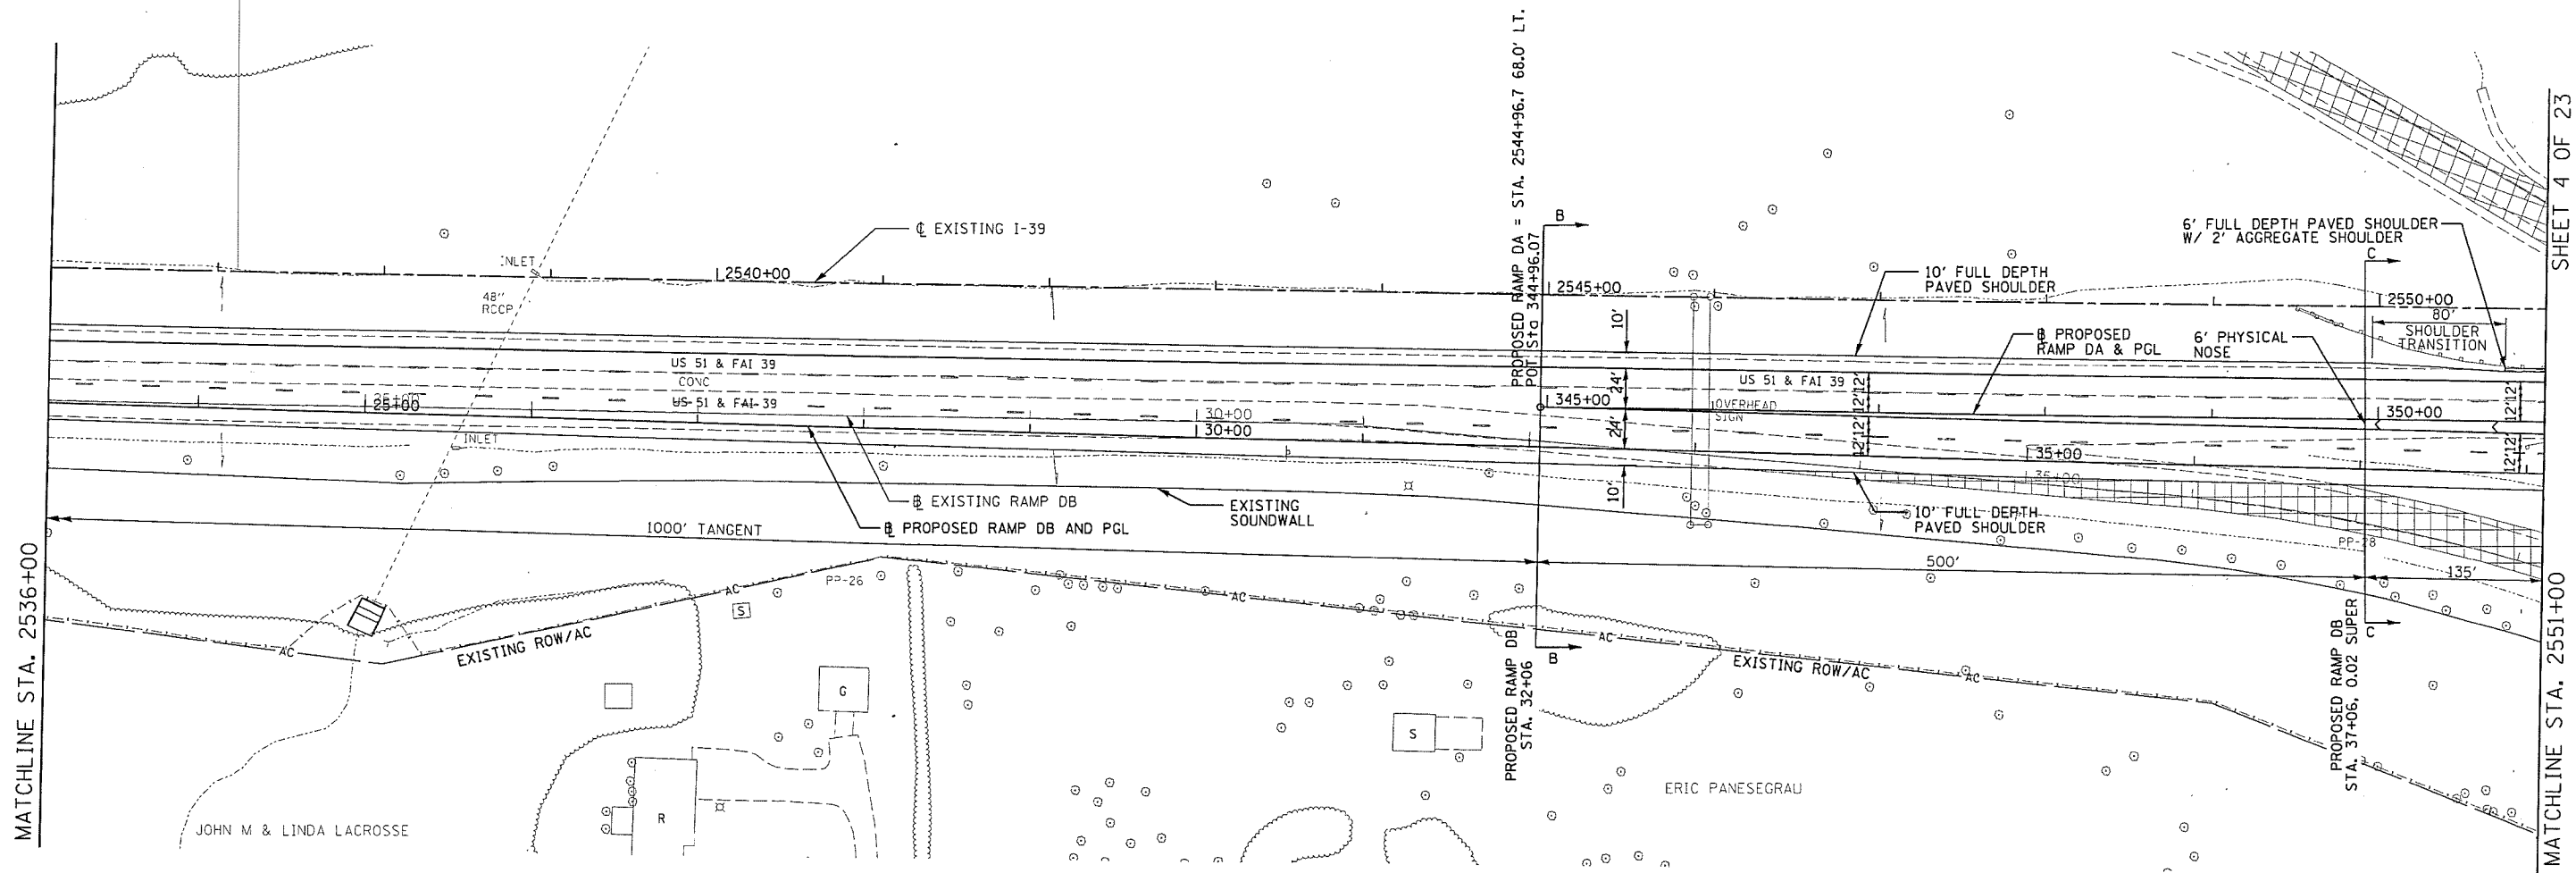 MATCHLINE STA. 2536+00
INLET
48"
RCCP
2540+00
℄ EXISTING I-39
US 51 & FAI 39
CONC
US 51 & FAI 39
25+00
30+00
30+00
INLET
℄ EXISTING RAMP DB
℄ PROPOSED RAMP DB AND PGL
EXISTING
SOUNDWALL
1000' TANGENT
PP-26
AC
AC
AC
EXISTING ROW/AC
S
G
R
JOHN M & LINDA LACROSSE
PROPOSED RAMP DA = STA. 2544+96.7 68.0' LT.
POT Sta 344+96.07
B
2545+00
10'
24'
24'
10'
345+00
OVERHEAD
SIGN
US 51 & FAI 39
12'
12'
12'
12'
10' FULL DEPTH
PAVED SHOULDER
℄ PROPOSED
RAMP DA & PGL
6' PHYSICAL
NOSE
6' FULL DEPTH PAVED SHOULDER
W/ 2' AGGREGATE SHOULDER
C
2550+00
80'
SHOULDER
TRANSITION
350+00
12'
12'
12'
12'
35+00
35+00
10' FULL DEPTH
PAVED SHOULDER
PP-28
500'
135'
PROPOSED RAMP DB
STA. 32+06
B
AC
AC
EXISTING ROW/AC
S
ERIC PANESEGRAU
PROPOSED RAMP DB
STA. 37+06, 0.02 SUPER
C
SHEET 4 OF 23
MATCHLINE STA. 2551+00